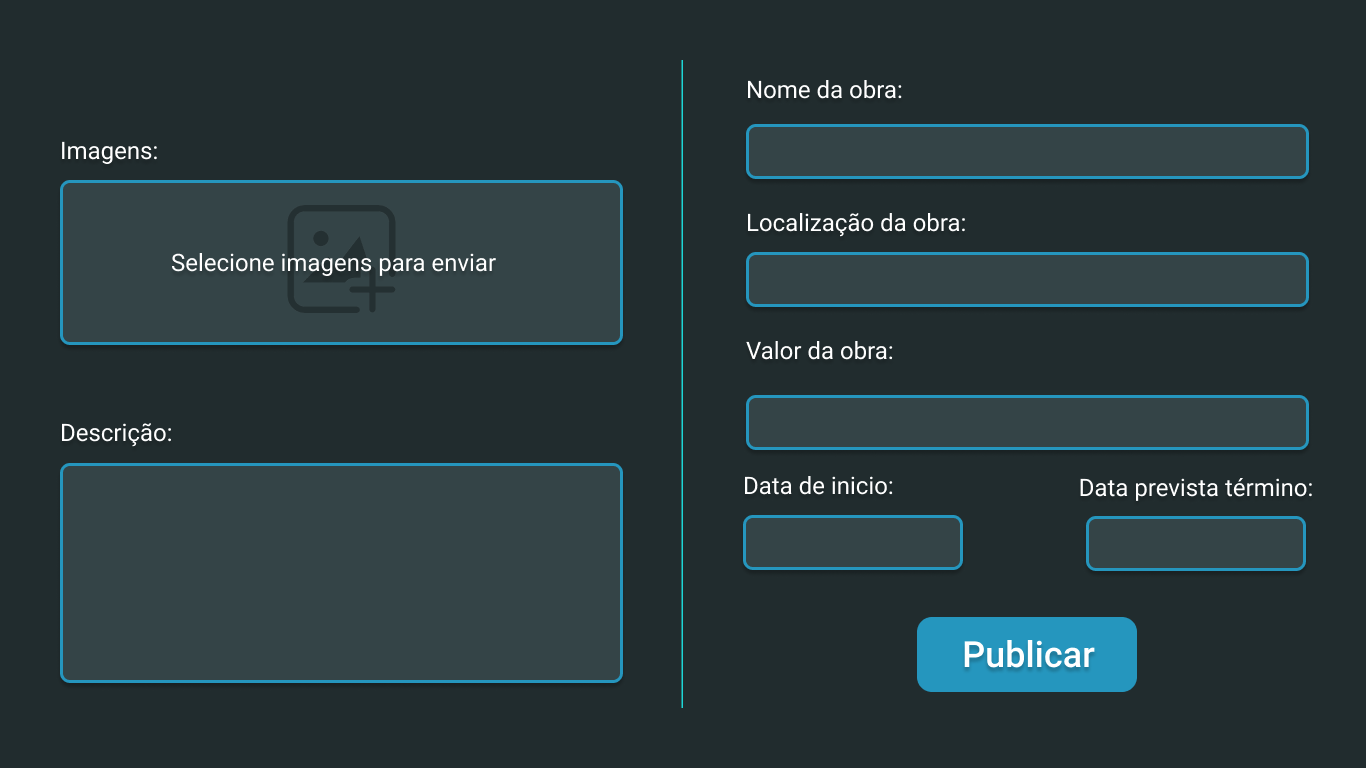 Imagens:
Selecione imagens para enviar
Descrição:
Nome da obra:
Localização da obra:
Valor da obra:
Data de inicio:
Data prevista término:
Publicar